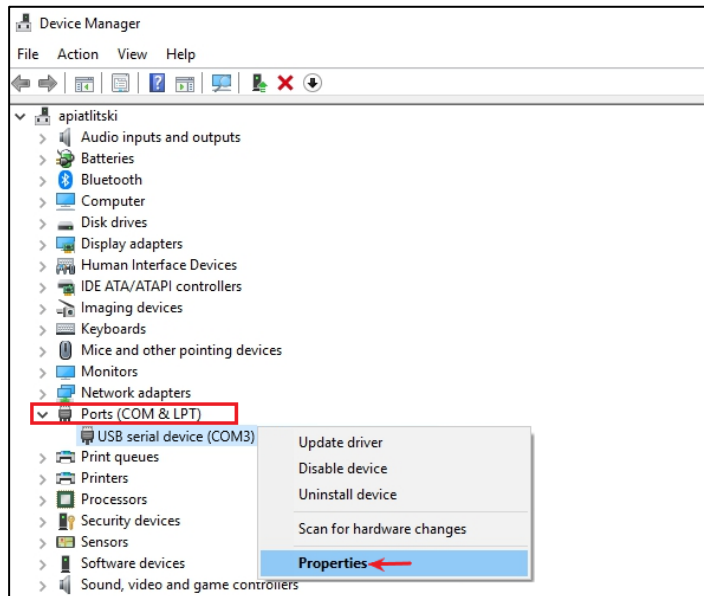 Device Manager
File Action View Help
apiatlitski
Audio inputs and outputs
Batteries
Bluetooth
Computer
Disk drives
Display adapters
Human Interface Devices
IDE ATA/ATAPI controllers
Imaging devices
Keyboards
Mice and other pointing devices
Monitors
Network adapters
Ports (COM & LPT)
USB serial device (COM3)
Print queues
Printers
Processors
Security devices
Sensors
Software devices
Sound, video and game controllers
Update driver
Disable device
Uninstall device
Scan for hardware changes
Properties